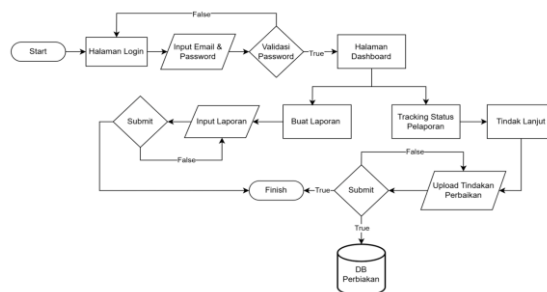 False
Start
Halaman Login
Input Email &
Password
Validasi
Password
True
Halaman
Dashboard
Submit
Input Laporan
Buat Laporan
Tracking Status
Pelaporan
Tindak Lanjut
False
False
Finish
True
Submit
Upload Tindakan
Perbaikan
True
DB
Perbiakan